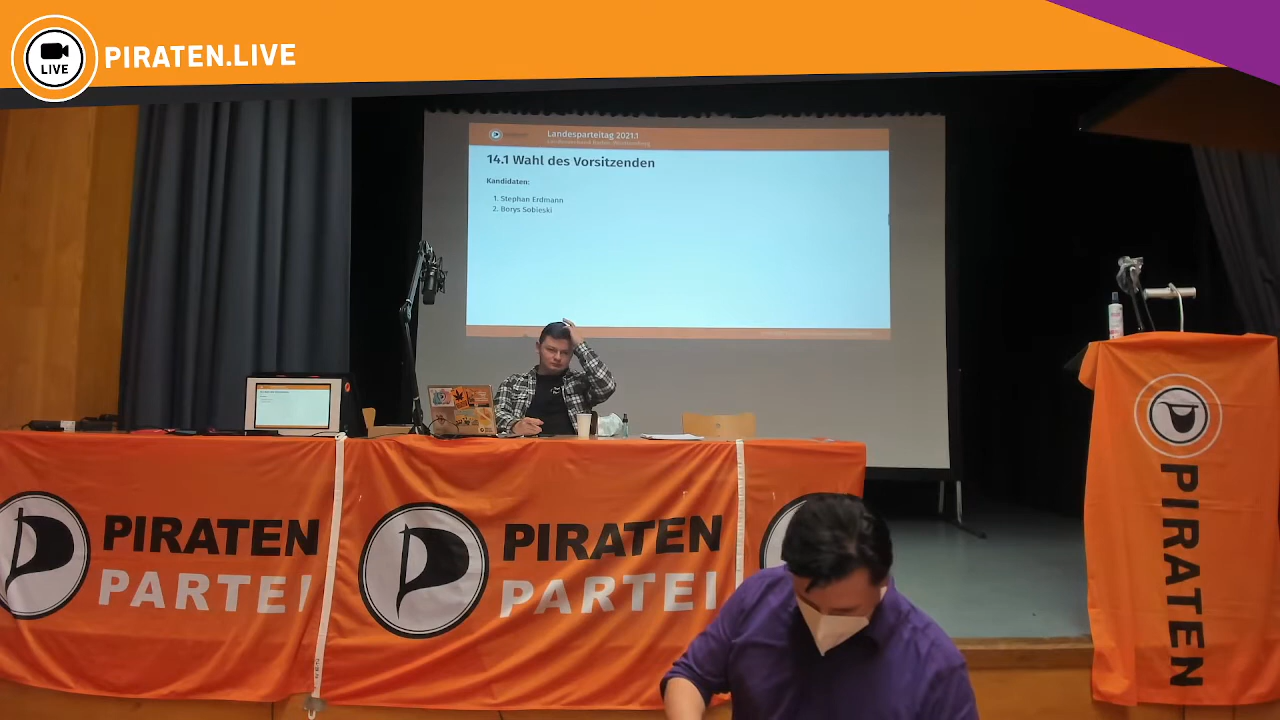 LIVE
PIRATEN.LIVE
Landesparteitag 2021.1
14.1 Wahl des Vorsitzenden
Kandidaten:
1. Stephan Erdmann
2. Borys Sobieski
PIRATEN
PARTEI
PIRATEN
PARTEI
PIRATEN